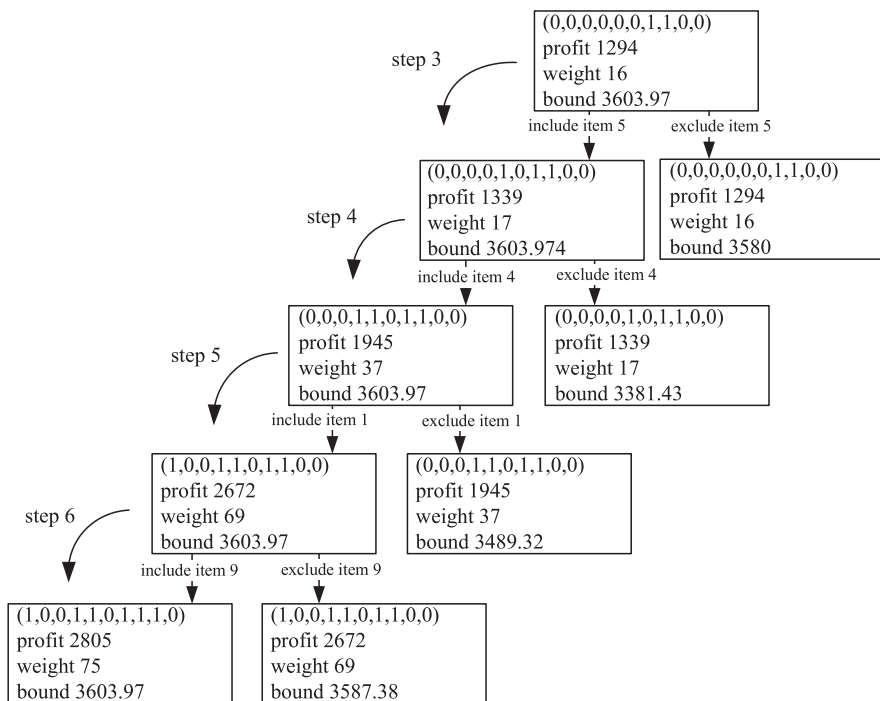 (0,0,0,0,0,0,1,1,0,0)
profit 1294
weight 16
bound 3603.97
step 3
include item 5
exclude item 5
(0,0,0,0,1,0,1,1,0,0)
profit 1339
weight 17
bound 3603.974
(0,0,0,0,0,0,1,1,0,0)
profit 1294
weight 16
bound 3580
step 4
include item 4
exclude item 4
(0,0,0,1,1,0,1,1,0,0)
profit 1945
weight 37
bound 3603.97
(0,0,0,0,1,0,1,1,0,0)
profit 1339
weight 17
bound 3381.43
step 5
include item 1
exclude item 1
(1,0,0,1,1,0,1,1,0,0)
profit 2672
weight 69
bound 3603.97
(0,0,0,1,1,0,1,1,0,0)
profit 1945
weight 37
bound 3489.32
step 6
include item 9
exclude item 9
(1,0,0,1,1,0,1,1,1,0)
profit 2805
weight 75
bound 3603.97
(1,0,0,1,1,0,1,1,0,0)
profit 2672
weight 69
bound 3587.38